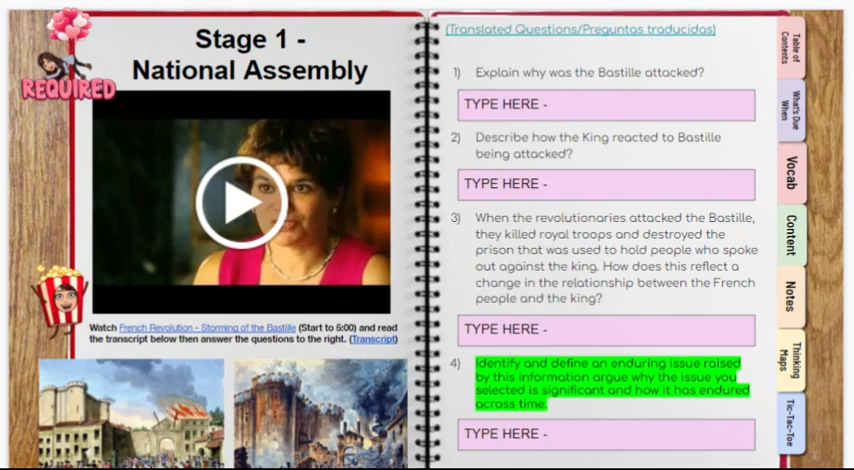 Stage 1 -
National Assembly
REQUIRED
Watch French Revolution - Storming of the Bastille (Start to 5:00) and read
the transcript below then answer the questions to the right. (Transcript)
(Translated Questions/Preguntas traducidas)
1) Explain why was the Bastille attacked?
TYPE HERE -
2) Describe how the King reacted to Bastille
being attacked?
TYPE HERE -
3) When the revolutionaries attacked the Bastille,
they killed royal troops and destroyed the
prison that was used to hold people who spoke
out against the king. How does this reflect a
change in the relationship between the French
people and the king?
TYPE HERE -
4) Identify and define an enduring issue raised
by this information argue why the issue you
selected is significant and how it has endured
across time.
TYPE HERE -
Table of
Contents
What's Due
When
Vocab
Content
Notes
Thinking
Maps
Tic-Tac-Toe